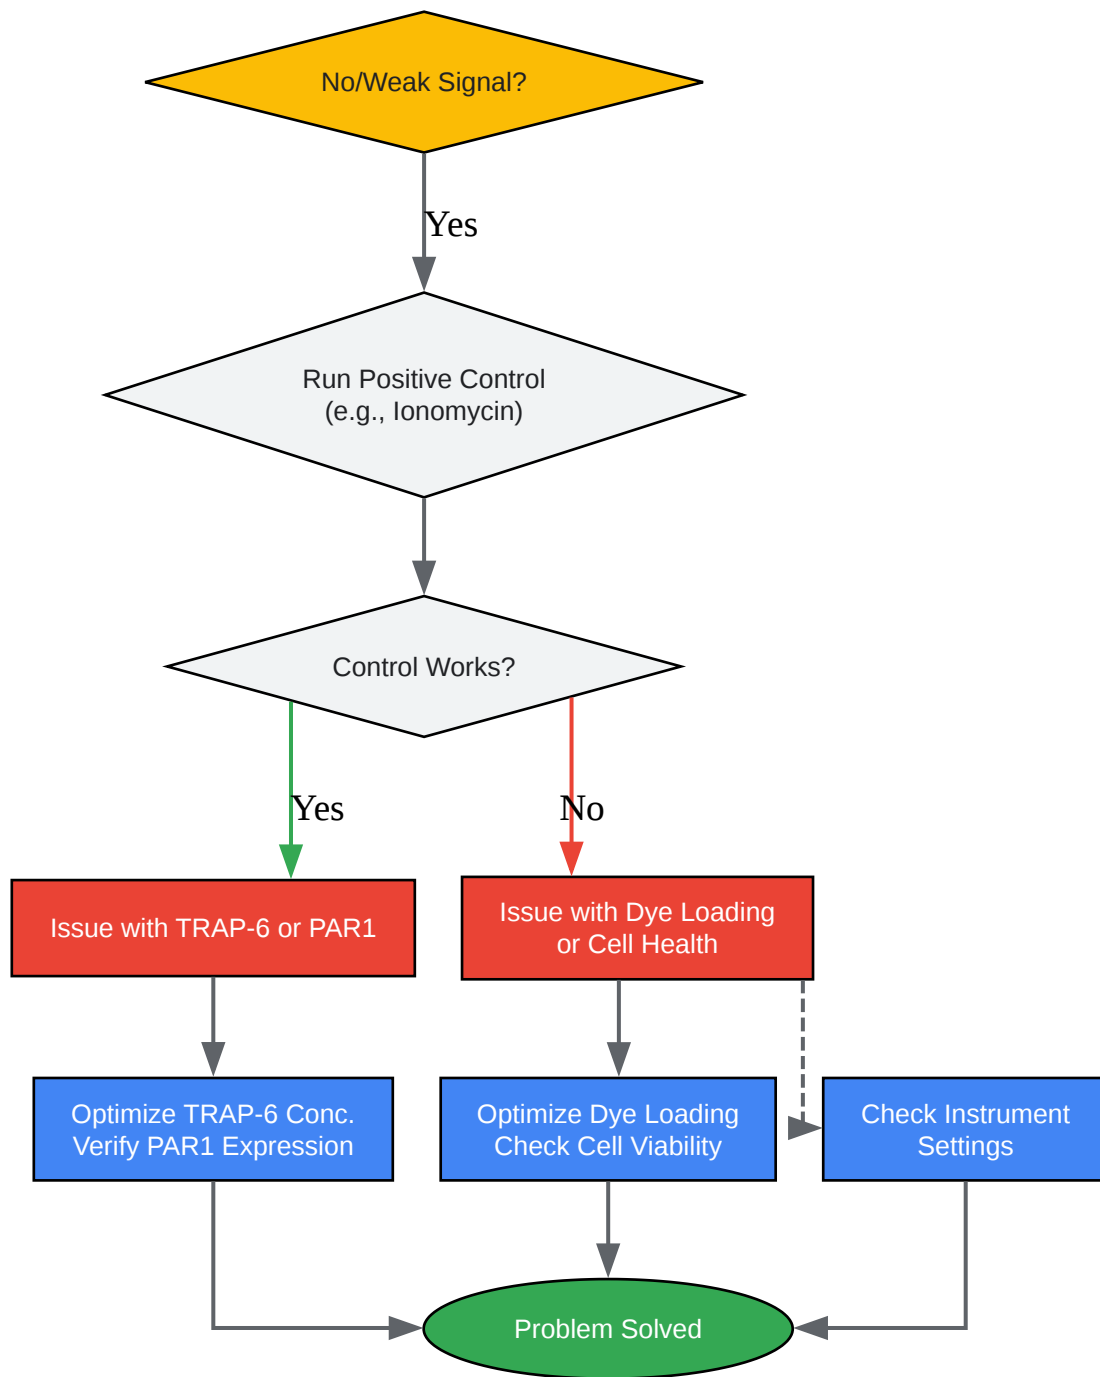 No/Weak Signal?
Yes
Run Positive Control
(e.g., Ionomycin)
Control Works?
Yes
No
Issue with TRAP-6 or PAR1
Issue with Dye Loading
or Cell Health
Optimize TRAP-6 Conc.
Verify PAR1 Expression
Optimize Dye Loading
Check Cell Viability
Check Instrument
Settings
Problem Solved